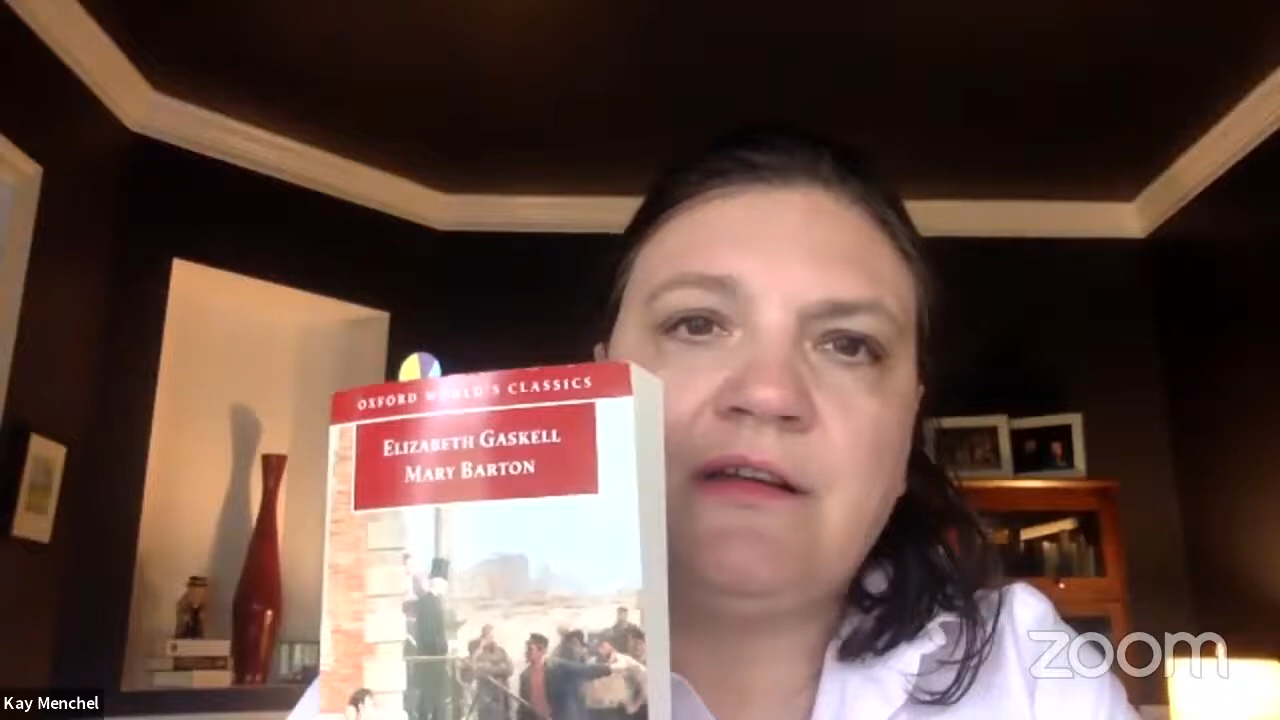 OXFORD WORLD'S CLASSICS
ELIZABETH GASKELL
MARY BARTON
zoom
Kay Menchel